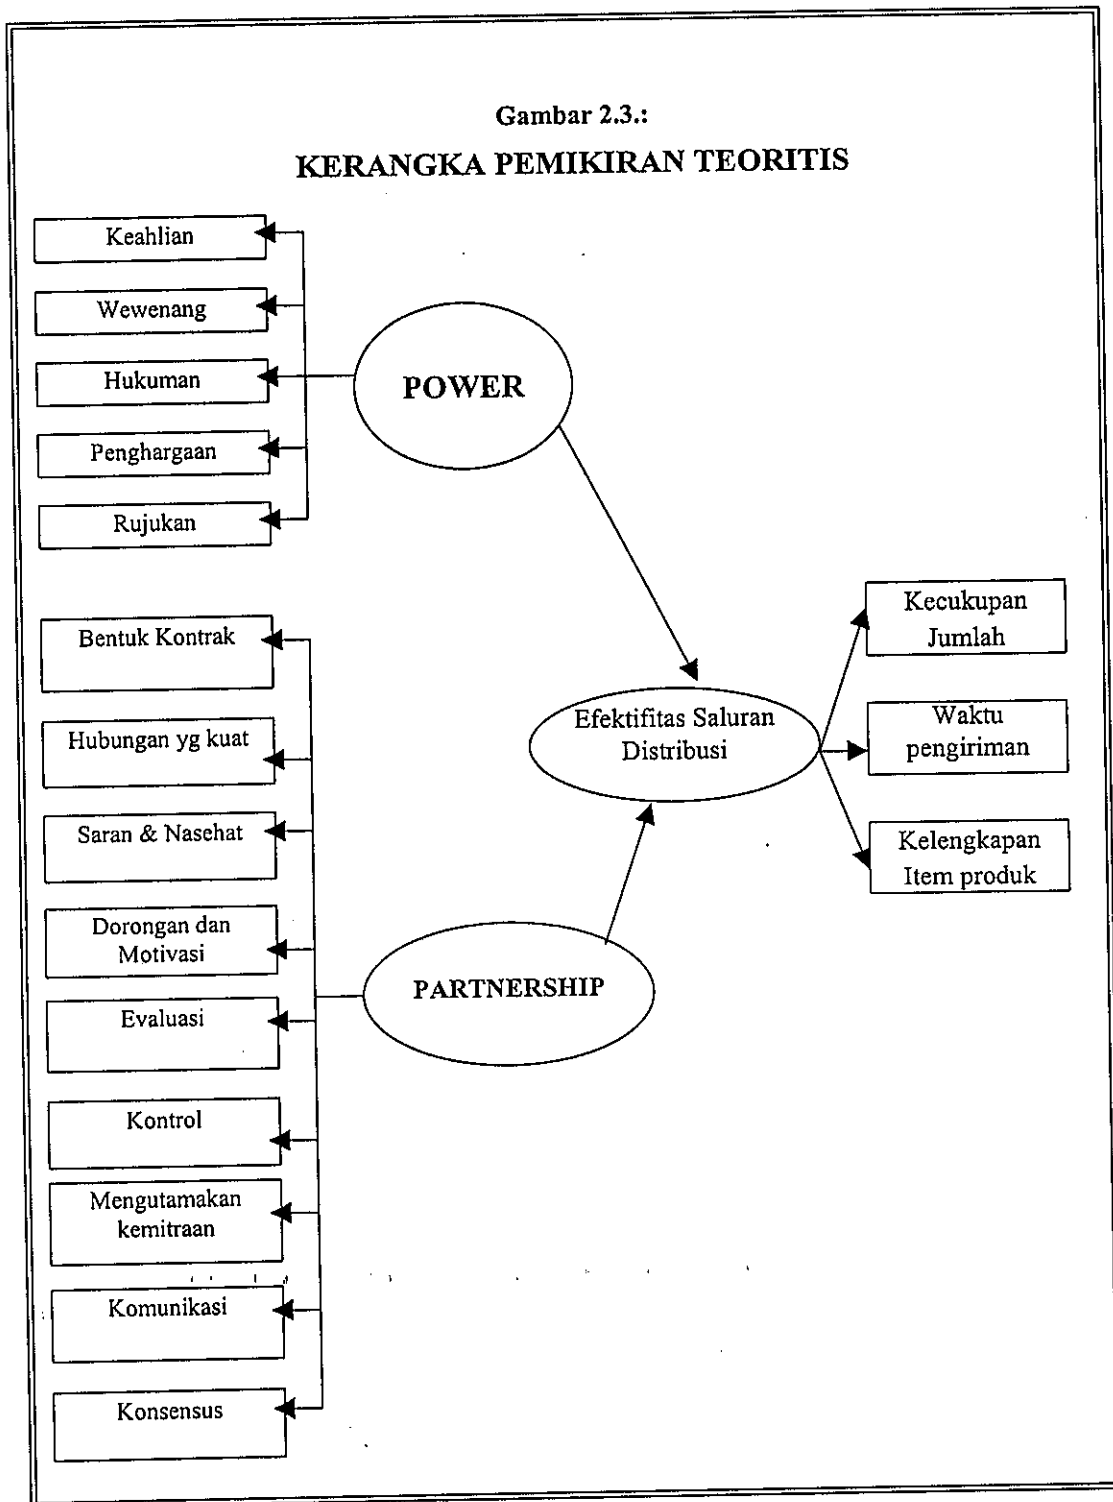 Gambar 2.3.:
KERANGKA PEMIKIRAN TEORITIS
Keahlian
Wewenang
Hukuman
Penghargaan
Rujukan
POWER
Bentuk Kontrak
Hubungan yg kuat
Saran & Nasehat
Dorongan dan
Motivasi
Evaluasi
Kontrol
Mengutamakan
kemitraan
Komunikasi
Konsensus
PARTNERSHIP
Efektifitas Saluran
Distribusi
Kecukupan
Jumlah
Waktu
pengiriman
Kelengkapan
Item produk